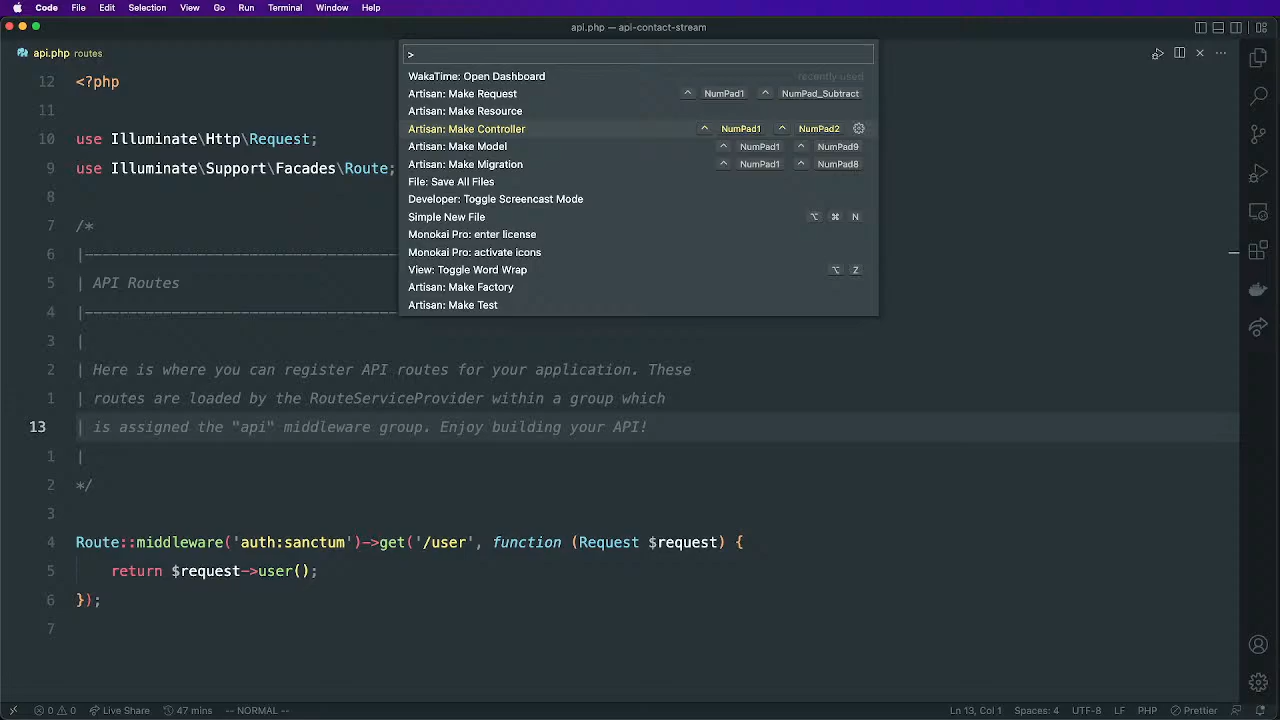 Code File Edit Selection View Go Run Terminal Window Help
api.php — api-contact-stream
api.php routes
>
WakaTime: Open Dashboard recently used
Artisan: Make Request ^ NumPad1 ^ NumPad_Subtract
Artisan: Make Resource
Artisan: Make Controller ^ NumPad1 ^ NumPad2
Artisan: Make Model ^ NumPad1 ^ NumPad9
Artisan: Make Migration ^ NumPad1 ^ NumPad8
File: Save All Files
Developer: Toggle Screencast Mode
Simple New File ⌥ ⌘ N
Monokai Pro: enter license
Monokai Pro: activate icons
View: Toggle Word Wrap ⌥ Z
Artisan: Make Factory
Artisan: Make Test
12 <?php
11
10 use Illuminate\Http\Request;
9 use Illuminate\Support\Facades\Route;
8
7 /*
6 |--------------------------------------
5 | API Routes
4 |--------------------------------------
3 |
2 | Here is where you can register API routes for your application. These
1 | routes are loaded by the RouteServiceProvider within a group which
13 | is assigned the "api" middleware group. Enjoy building your API!
1 |
2 */
3
4 Route::middleware('auth:sanctum')->get('/user', function (Request $request) {
5 return $request->user();
6 });
7
0 0 Live Share 47 mins -- NORMAL -- Ln 13, Col 1 Spaces: 4 UTF-8 LF PHP Prettier